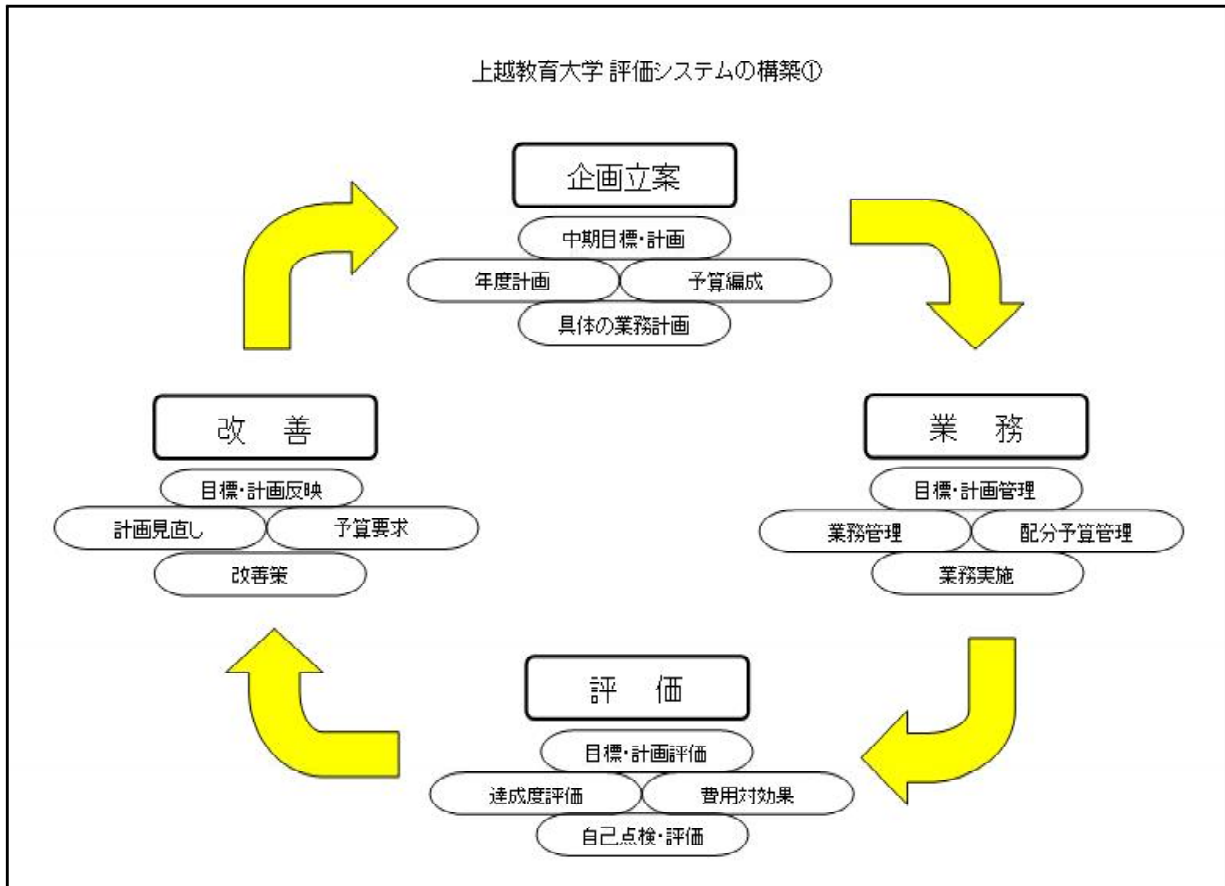 上越教育大学 評価システムの構築①
企画立案
中期目標・計画
年度計画
予算編成
具体の業務計画
業　務
目標・計画管理
業務管理
配分予算管理
業務実施
評　価
目標・計画評価
達成度評価
費用対効果
自己点検・評価
改　善
目標・計画反映
計画見直し
予算要求
改善策